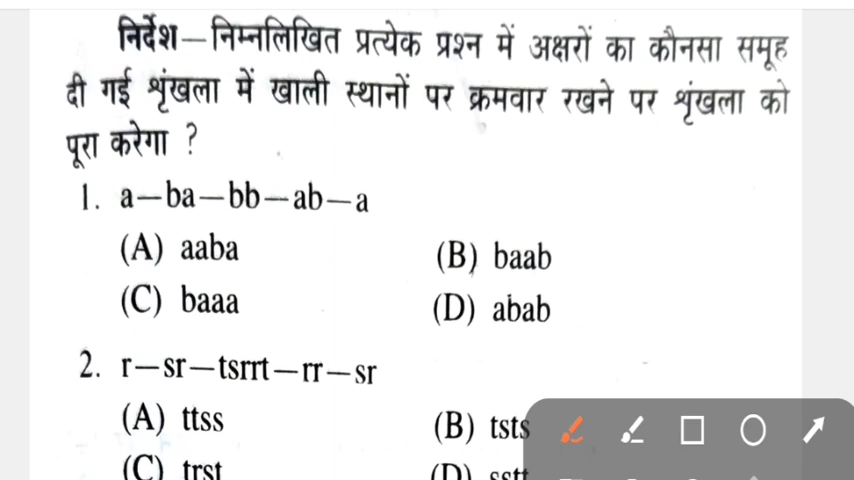 निर्देश—निम्नलिखित प्रत्येक प्रश्न में अक्षरों का कौनसा समूह
दी गई शृंखला में खाली स्थानों पर क्रमवार रखने पर शृंखला को
पूरा करेगा ?
1. a—ba—bb—ab—a
(A) aaba
(B) baab
(C) baaa
(D) abab
2. r—sr—tsrrt—rr—sr
(A) ttss
(B) tsts
(C) trst
(D) sstt